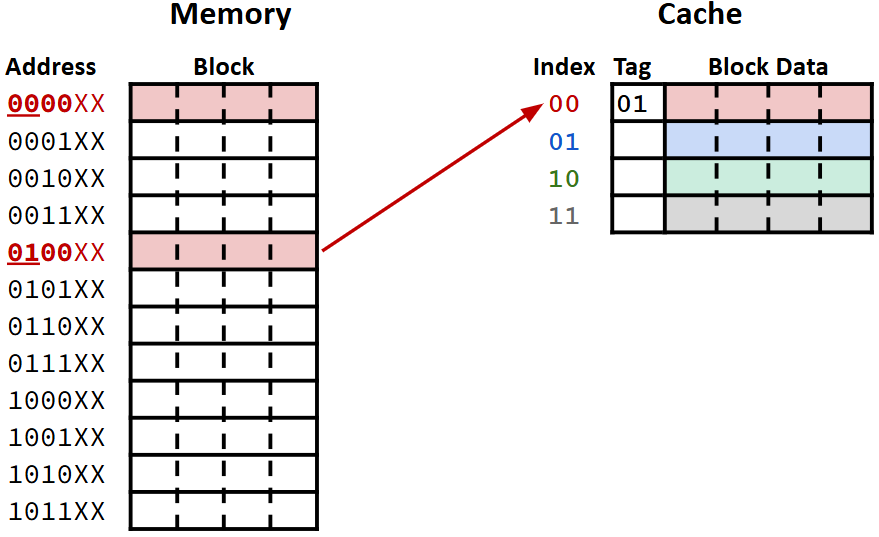 Memory
Cache
Address Block
Index Tag Block Data
0000XX
00 01
0001XX
01
0010XX
10
0011XX
11
0100XX
0101XX
0110XX
0111XX
1000XX
1001XX
1010XX
1011XX